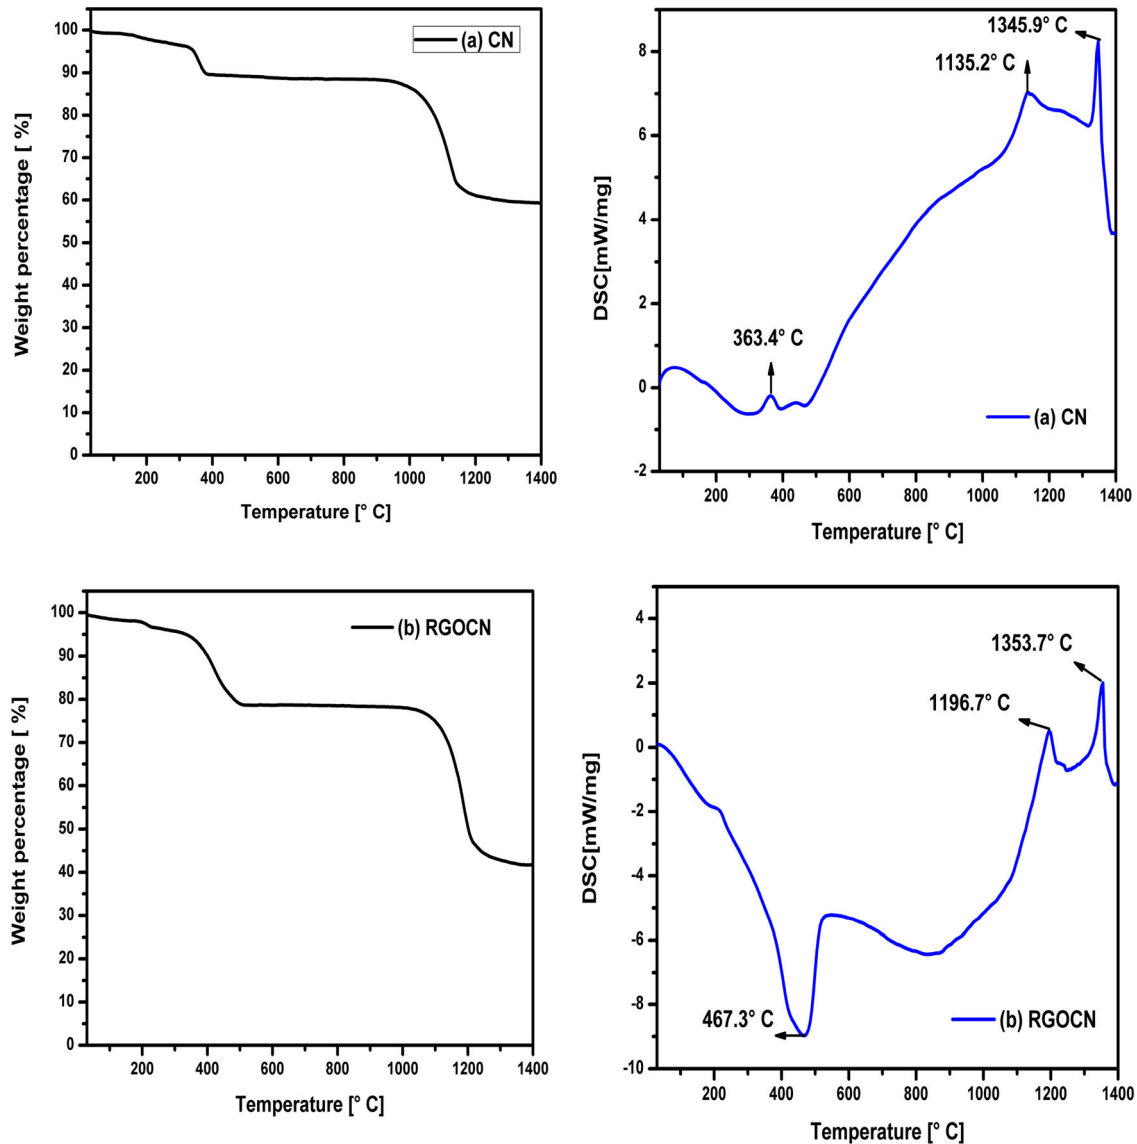 100
90
80
70
60
50
40
30
20
10
0
Weight percentage [ %]
(a) CN
200 400 600 800 1000 1200 1400
Temperature [° C]
8
6
4
2
0
-2
DSC[mW/mg]
1345.9° C
1135.2° C
363.4° C
(a) CN
200 400 600 800 1000 1200 1400
Temperature [° C]
100
90
80
70
60
50
40
30
20
10
0
Weight percentage [ %]
(b) RGOCN
200 400 600 800 1000 1200 1400
Temperature [° C]
4
2
0
-2
-4
-6
-8
-10
DSC[mW/mg]
1353.7° C
1196.7° C
467.3° C
(b) RGOCN
200 400 600 800 1000 1200 1400
Temperature [° C]